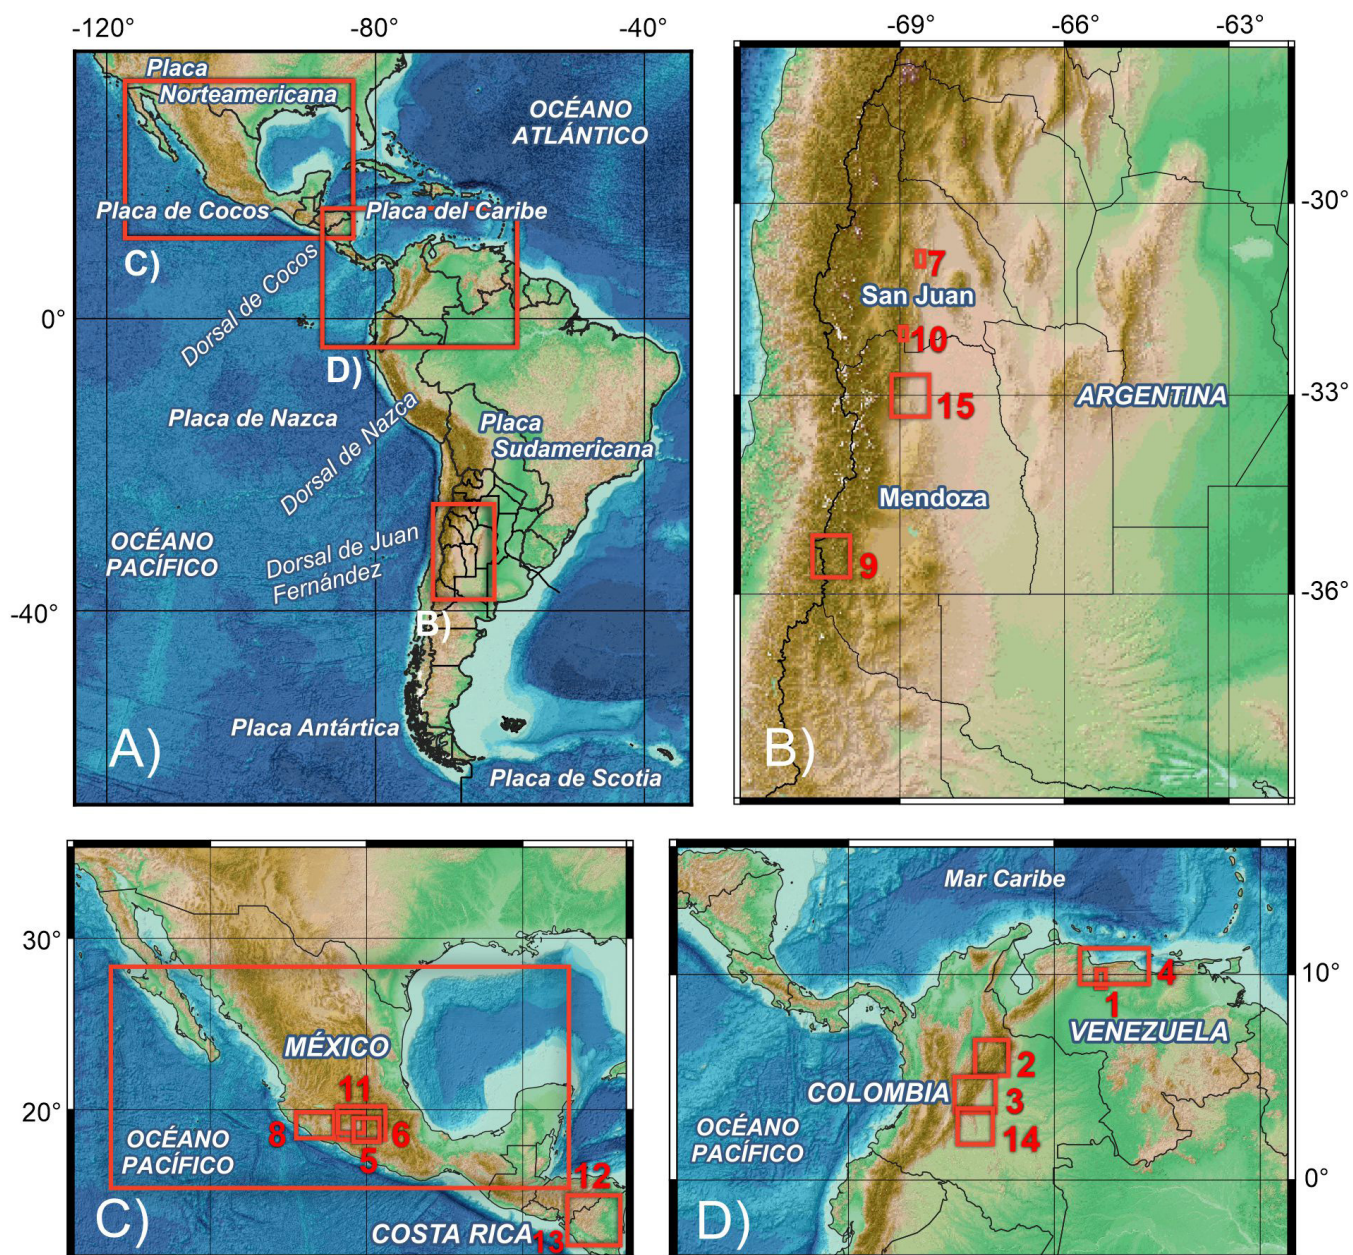 -120°
-80°
-40°
Placa
Norteamericana
OCÉANO
ATLÁNTICO
Placa de Cocos
Placa del Caribe
C)
Dorsal de Cocos
0°
D)
Placa de Nazca
Dorsal de Nazca
Placa
Sudamericana
OCÉANO
PACÍFICO
Dorsal de Juan
Fernández
-40°
B)
Placa Antártica
A)
Placa de Scotia
-69°
-66°
-63°
-30°
7
San Juan
10
15
-33°
ARGENTINA
Mendoza
9
-36°
B)
30°
MÉXICO
20°
11
8
6
5
OCÉANO
PACÍFICO
12
C)
COSTA RICA
13
Mar Caribe
10°
4
1
VENEZUELA
2
COLOMBIA
3
14
OCÉANO
PACÍFICO
0°
D)